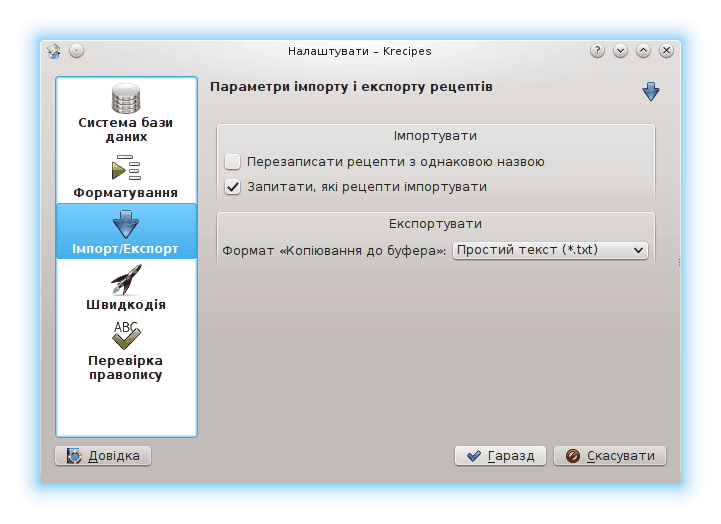 Налаштувати – Krecipes
Система бази
даних
Форматування
Імпорт/Експорт
Швидкодія
ABC
Перевірка
правопису
Параметри імпорту і експорту рецептів
Імпортувати
Перезаписати рецепти з однаковою назвою
Запитати, які рецепти імпортувати
Експортувати
Формат «Копіювання до буфера»: Простий текст (*.txt)
Довідка
Гаразд
Скасувати